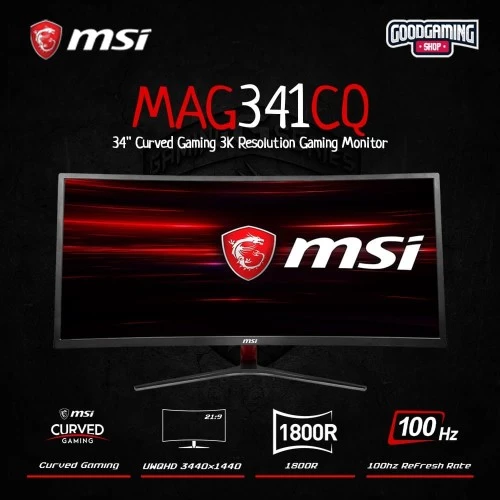 msi
GOODGAMING
SHOP
MAG341CQ
34" Curved Gaming 3K Resolution Gaming Monitor
msi
msi
msi
CURVED
GAMING
21:9
1800R
100 Hz
Curved Gaming
UWQHD 3440x1440
1800R
100hz Refresh Rate